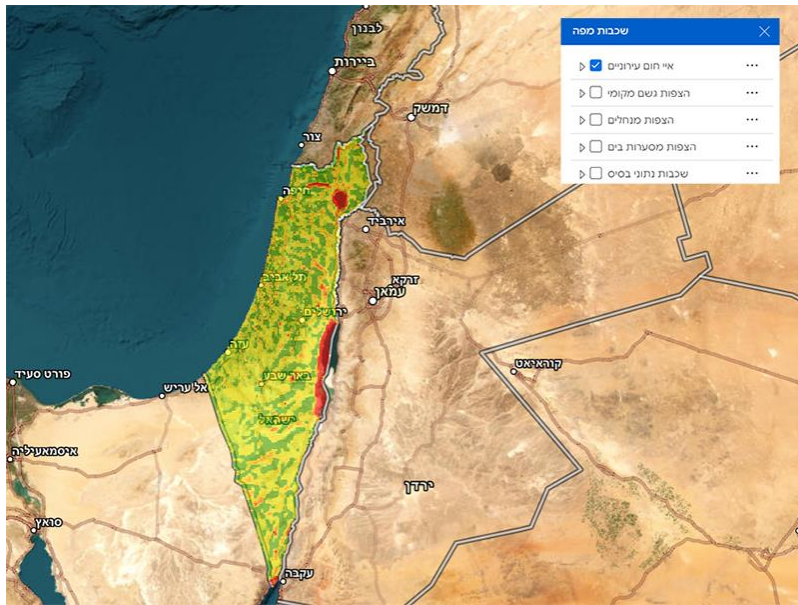 שכבות מפה
איי חום עירוניים
הצפות גשם מקומי
הצפות מנחלים
הצפות מסערות בים
שכבות נתוני בסיס
לבנון
ביירות
דמשק
צור
חיפה
אירביד
תל אביב
זרקא
עמאן
ירושלים
עזה
באר שבע
פורט סעיד
אל עריש
קוראיאט
ישראל
איסמאעיליה
ירדן
סואץ
עקבה